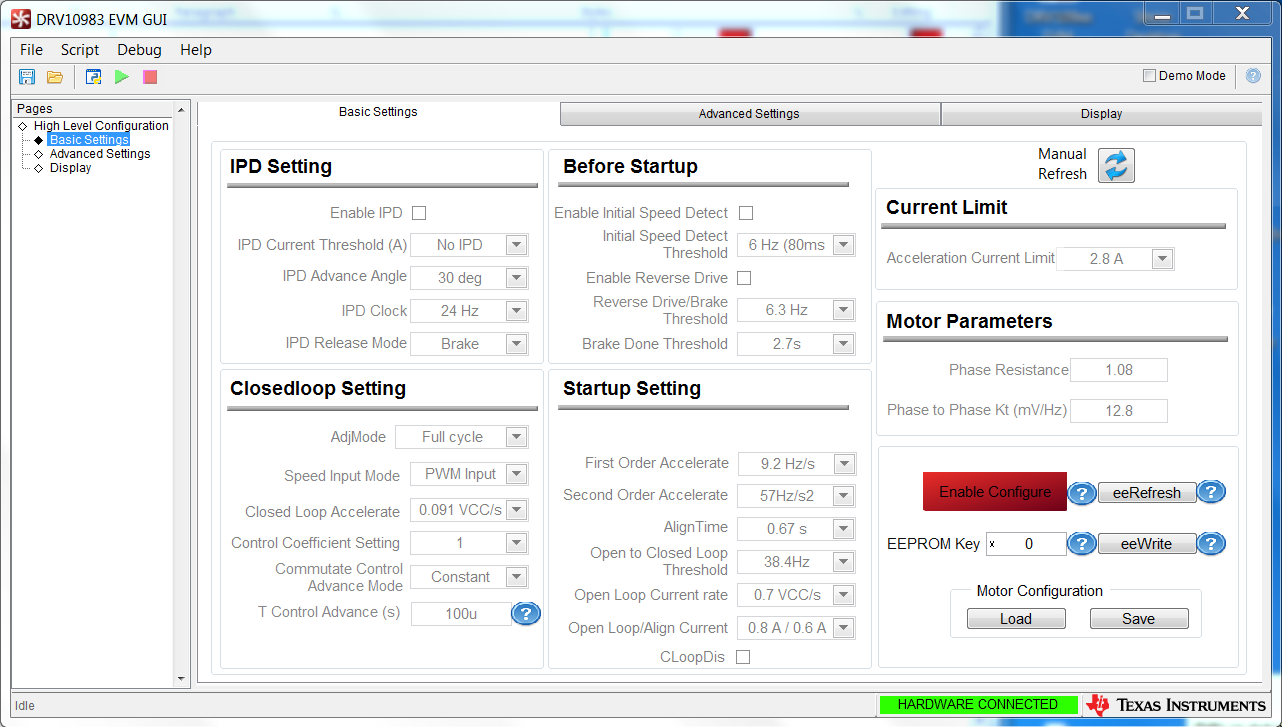 DRV10983 EVM GUI
File Script Debug Help
Demo Mode
Pages
High Level Configuration
Basic Settings
Advanced Settings
Display
Basic Settings
Advanced Settings
Display
IPD Setting
Enable IPD
IPD Current Threshold (A) No IPD
IPD Advance Angle 30 deg
IPD Clock 24 Hz
IPD Release Mode Brake
Before Startup
Enable Initial Speed Detect
Initial Speed Detect
Threshold 6 Hz (80ms
Enable Reverse Drive
Reverse Drive/Brake
Threshold 6.3 Hz
Brake Done Threshold 2.7s
Manual
Refresh
Current Limit
Acceleration Current Limit 2.8 A
Motor Parameters
Phase Resistance 1.08
Phase to Phase Kt (mV/Hz) 12.8
Closedloop Setting
AdjMode Full cycle
Speed Input Mode PWM Input
Closed Loop Accelerate 0.091 VCC/s
Control Coefficient Setting 1
Commutate Control
Advance Mode Constant
T Control Advance (s) 100u ?
Startup Setting
First Order Accelerate 9.2 Hz/s
Second Order Accelerate 57Hz/s2
AlignTime 0.67 s
Open to Closed Loop
Threshold 38.4Hz
Open Loop Current rate 0.7 VCC/s
Open Loop/Align Current 0.8 A / 0.6 A
CLoopDis
Enable Configure ? eeRefresh ?
EEPROM Key x 0 ? eeWrite ?
Motor Configuration
Load Save
Idle
HARDWARE CONNECTED
TEXAS INSTRUMENTS